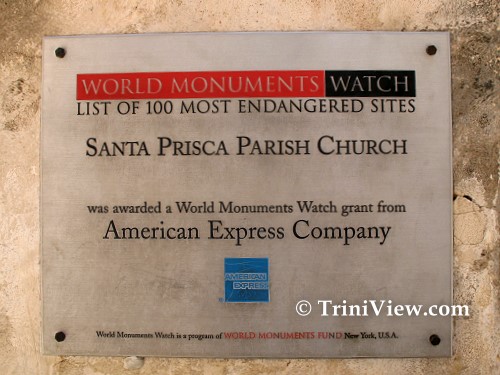 WORLD MONUMENTS WATCH
LIST OF 100 MOST ENDANGERED SITES
SANTA PRISCA PARISH CHURCH
was awarded a World Monuments Watch grant from
American Express Company
AMERICAN
EXPRESS
© TriniView.com
World Monuments Watch is a program of WORLD MONUMENTS FUND New York, U.S.A.